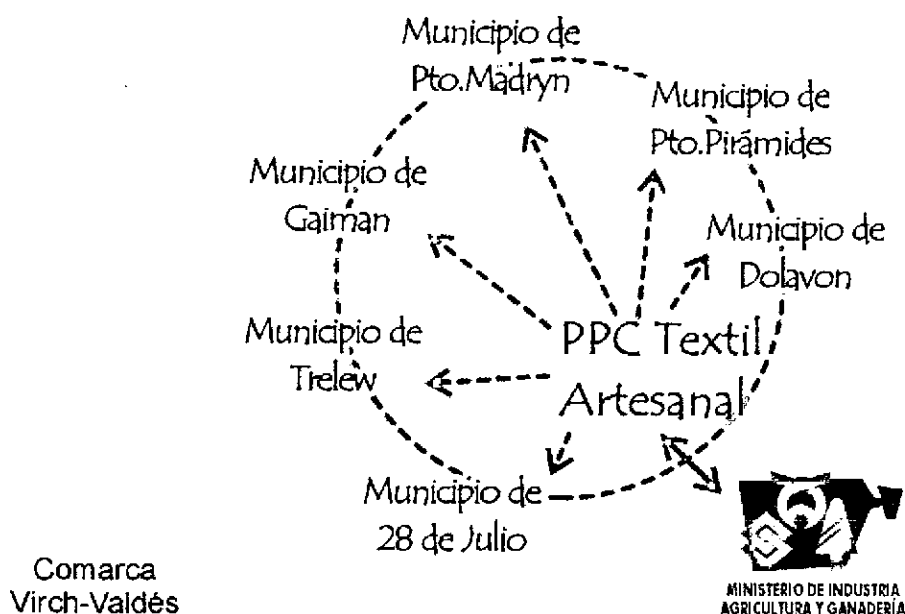 Municipio de
Pto.Madryn
Municipio de
Pto.Pirámides
Municipio de
Gaiman
Municipio de
Dolavon
PPC Textil
Artesanal
Municipio de
Trelew
Municipio de
28 de Julio
Comarca
Virch-Valdés
MINISTERIO DE INDUSTRIA
AGRICULTURA Y GANADERÍA